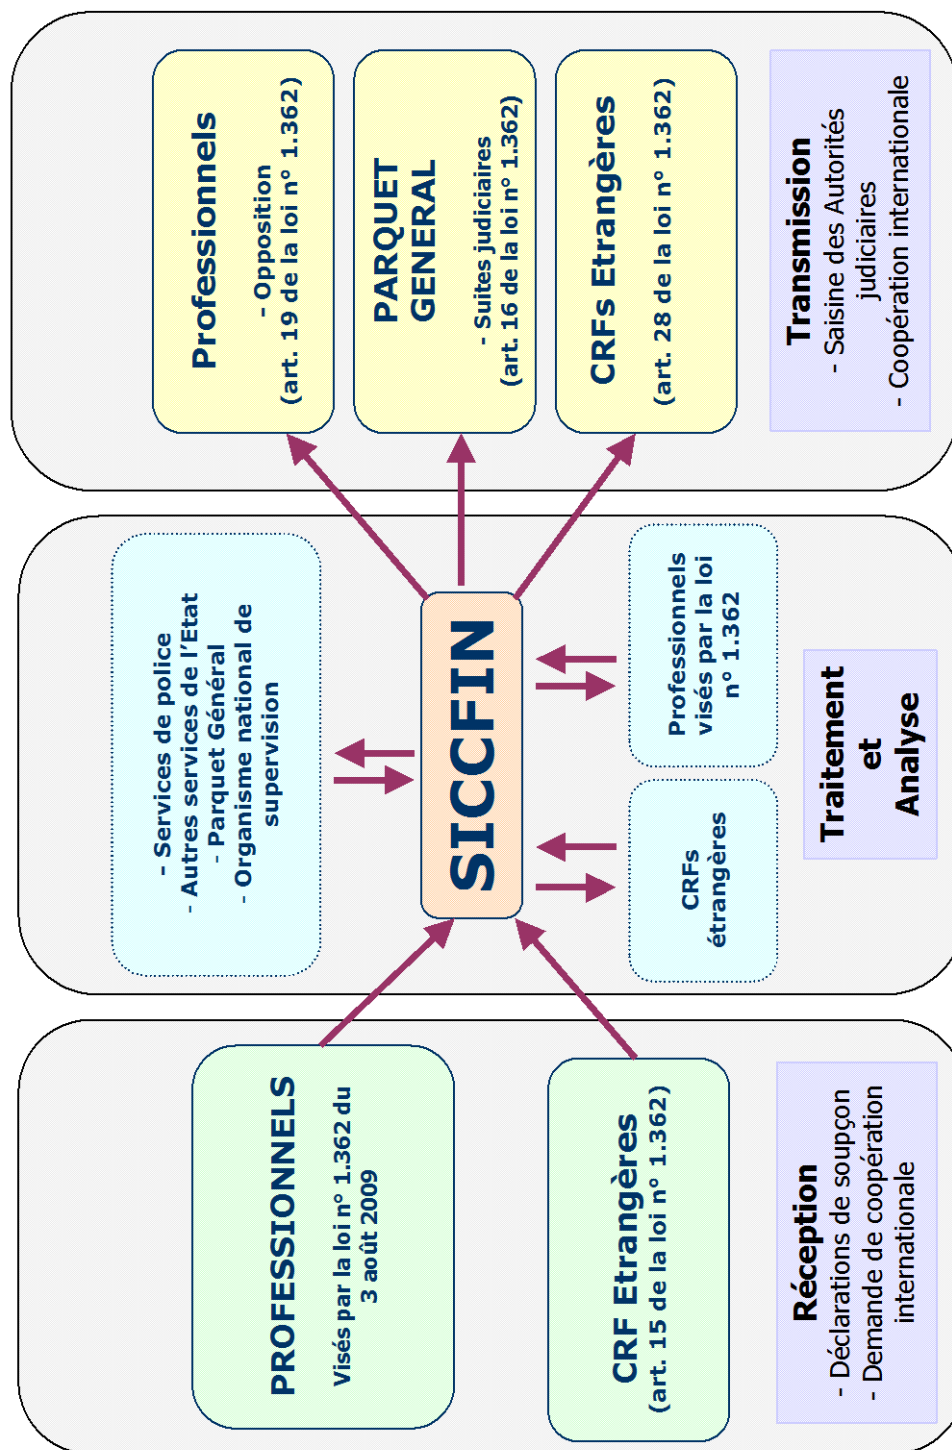 PROFESSIONNELS
Visés par la loi n° 1.362 du
3 août 2009
CRF Etrangères
(art. 15 de la loi n° 1.362)
Réception
- Déclarations de soupçon
- Demande de coopération
internationale
- Services de police
- Autres services de l’Etat
- Parquet Général
- Organisme national de
supervision
SICCFIN
CRFs
étrangères
Professionnels
visés par la loi
n° 1.362
Traitement
et
Analyse
Professionnels
- Opposition
(art. 19 de la loi n° 1.362)
PARQUET
GENERAL
- Suites judiciaires
(art. 16 de la loi n° 1.362)
CRFs Etrangères
(art. 28 de la loi n° 1.362)
Transmission
- Saisine des Autorités
judiciaires
- Coopération internationale